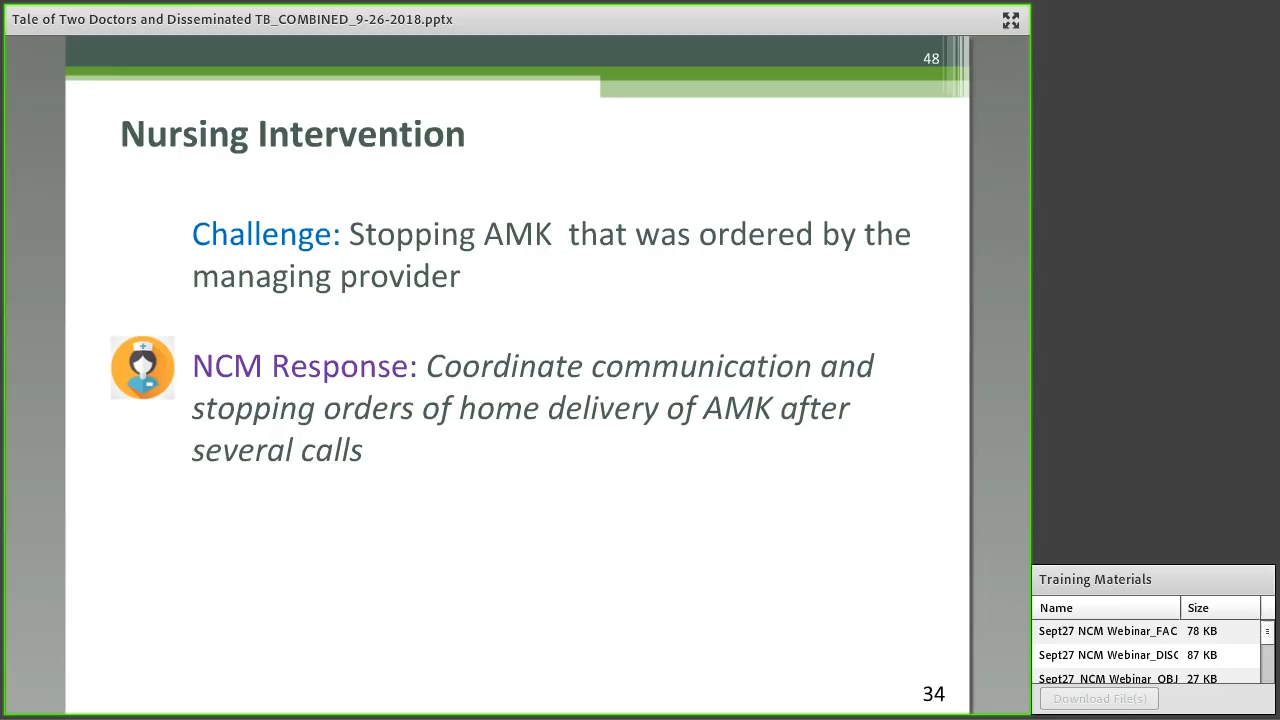 Tale of Two Doctors and Disseminated TB_COMBINED_9-26-2018.pptx
48
Nursing Intervention
Challenge: Stopping AMK  that was ordered by the
managing provider
NCM Response: Coordinate communication and
stopping orders of home delivery of AMK after
several calls
34
Training Materials
Name Size
Sept27 NCM Webinar_FAC 78 KB
Sept27 NCM Webinar_DISC 87 KB
Sept27_NCM Webinar_OBJ 27 KB
Download File(s)